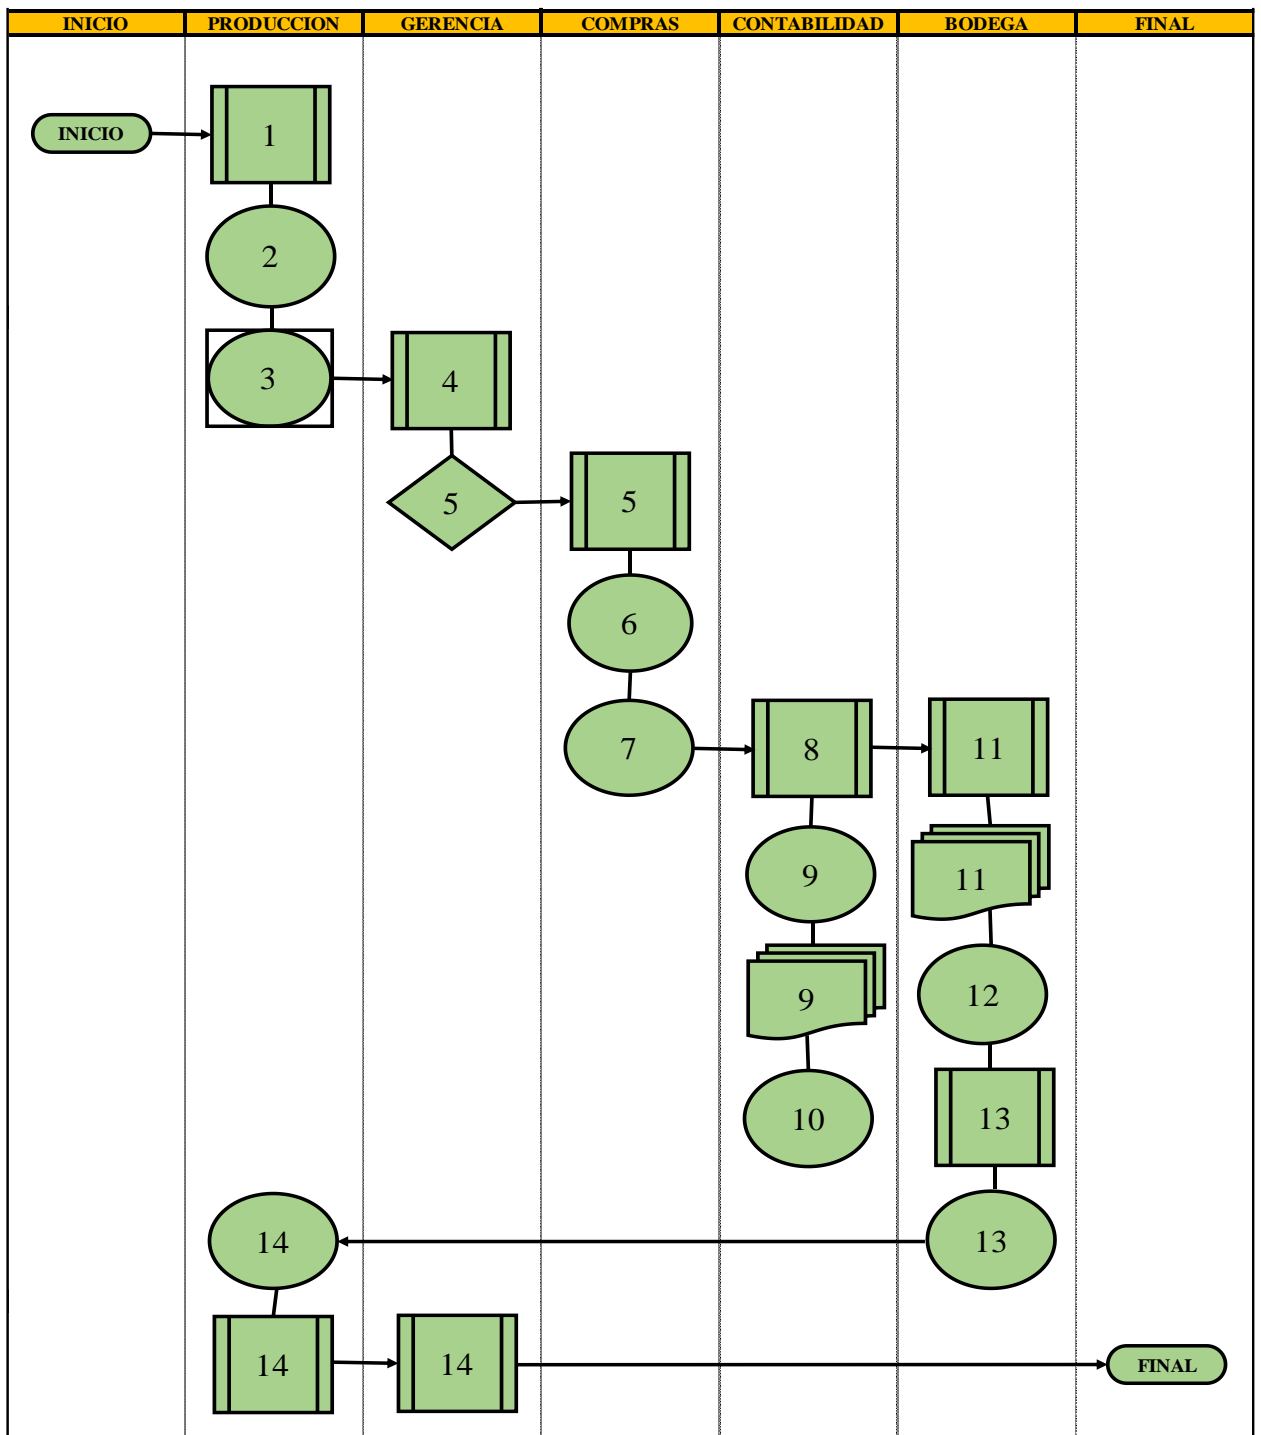 INICIO PRODUCCION GERENCIA COMPRAS CONTABILIDAD BODEGA FINAL
INICIO 1
2
3 4
5 5
6
7 8 11
9 11
9 12
10 13
14 13
14 14 FINAL